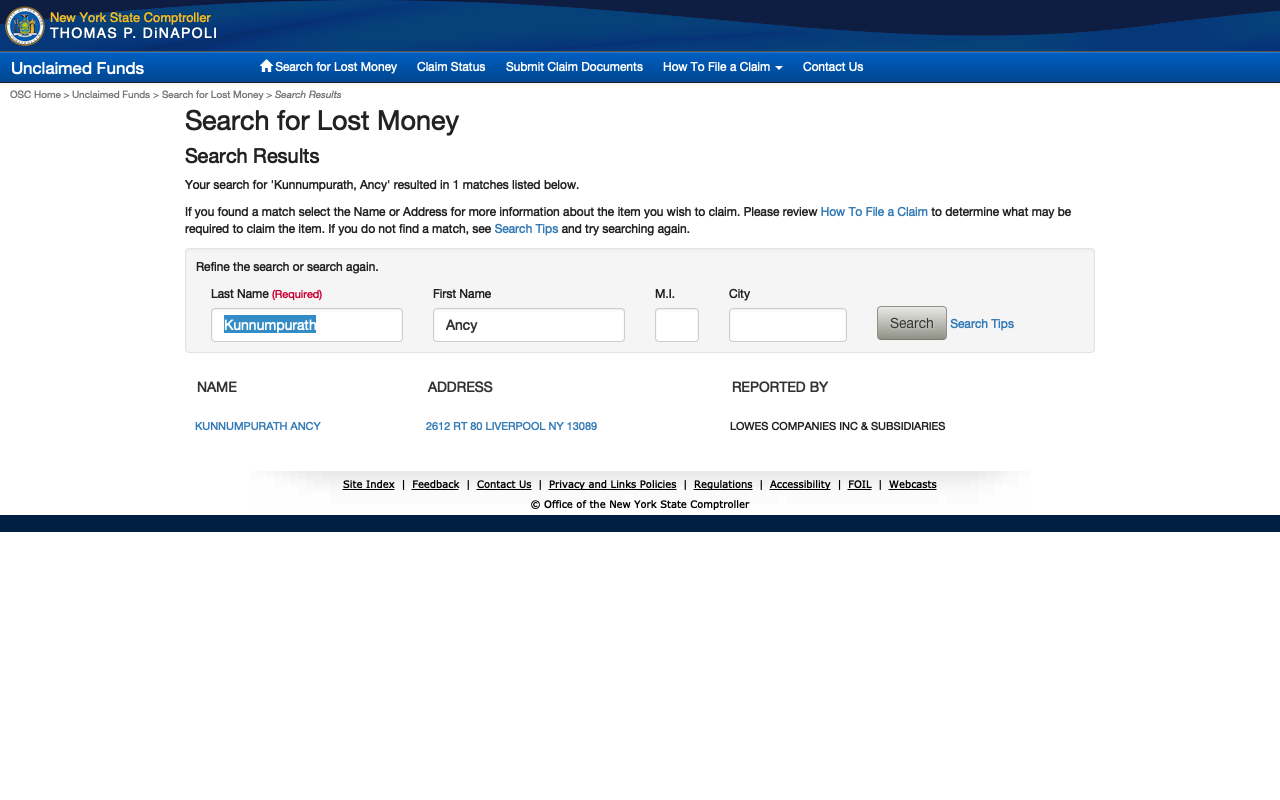 New York State Comptroller
THOMAS P. DiNAPOLI
Unclaimed Funds
Search for Lost Money
Claim Status
Submit Claim Documents
How To File a Claim
Contact Us
OSC Home > Unclaimed Funds > Search for Lost Money > Search Results
Search for Lost Money
Search Results
Your search for 'Kunnumpurath, Ancy' resulted in 1 matches listed below.
If you found a match select the Name or Address for more information about the item you wish to claim. Please review How To File a Claim to determine what may be
required to claim the item. If you do not find a match, see Search Tips and try searching again.
Refine the search or search again.
Last Name (Required)
First Name
M.I.
City
Kunnumpurath
Ancy
Search
Search Tips
NAME
ADDRESS
REPORTED BY
KUNNUMPURATH ANCY
2612 RT 80 LIVERPOOL NY 13089
LOWES COMPANIES INC & SUBSIDIARIES
Site Index | Feedback | Contact Us | Privacy and Links Policies | Regulations | Accessibility | FOIL | Webcasts
© Office of the New York State Comptroller